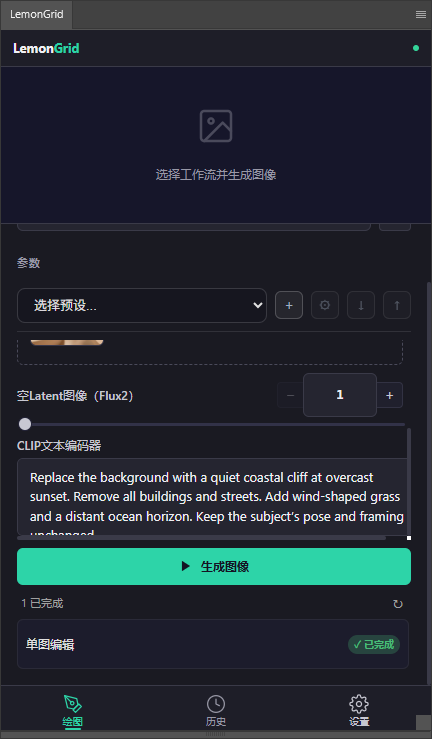 LemonGrid
LemonGrid
选择工作流并生成图像
参数
选择预设...
空Latent图像（Flux2）
1
CLIP文本编码器
Replace the background with a quiet coastal cliff at overcast
sunset. Remove all buildings and streets. Add wind-shaped grass
and a distant ocean horizon. Keep the subject's pose and framing
unchanged
生成图像
1 已完成
单图编辑
✓ 已完成
绘图
历史
设置